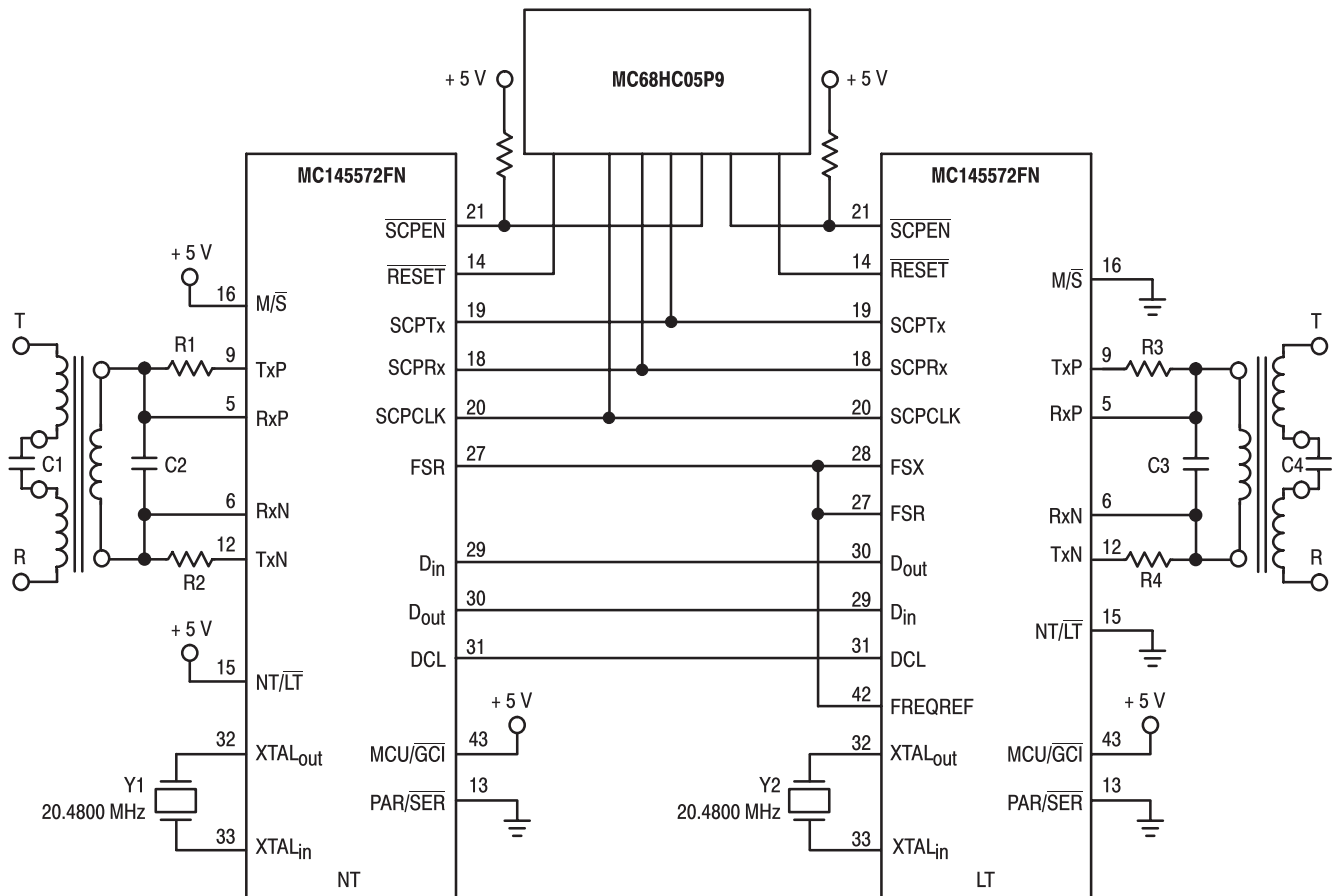 MC68HC05P9
+ 5 V
+ 5 V
MC145572FN
SCPEN
21
RESET
14
SCPTx
19
SCPRx
18
SCPCLK
20
FSR
27
Din
29
Dout
30
DCL
31
MCU/GCI
43
+ 5 V
PAR/SER
13
+ 5 V
16
M/S
T
R1
9
TxP
5
RxP
C1
C2
6
RxN
12
TxN
R
R2
+ 5 V
15
NT/LT
32
XTALout
Y1
20.4800 MHz
33
XTALin
NT
MC145572FN
21
SCPEN
14
RESET
19
SCPTx
18
SCPRx
20
SCPCLK
28
FSX
27
FSR
30
Dout
29
Din
31
DCL
42
FREQREF
32
XTALout
Y2
20.4800 MHz
33
XTALin
M/S
16
T
TxP
9
R3
RxP
5
C3
C4
RxN
6
TxN
12
R4
R
NT/LT
15
+ 5 V
MCU/GCI
43
PAR/SER
13
LT